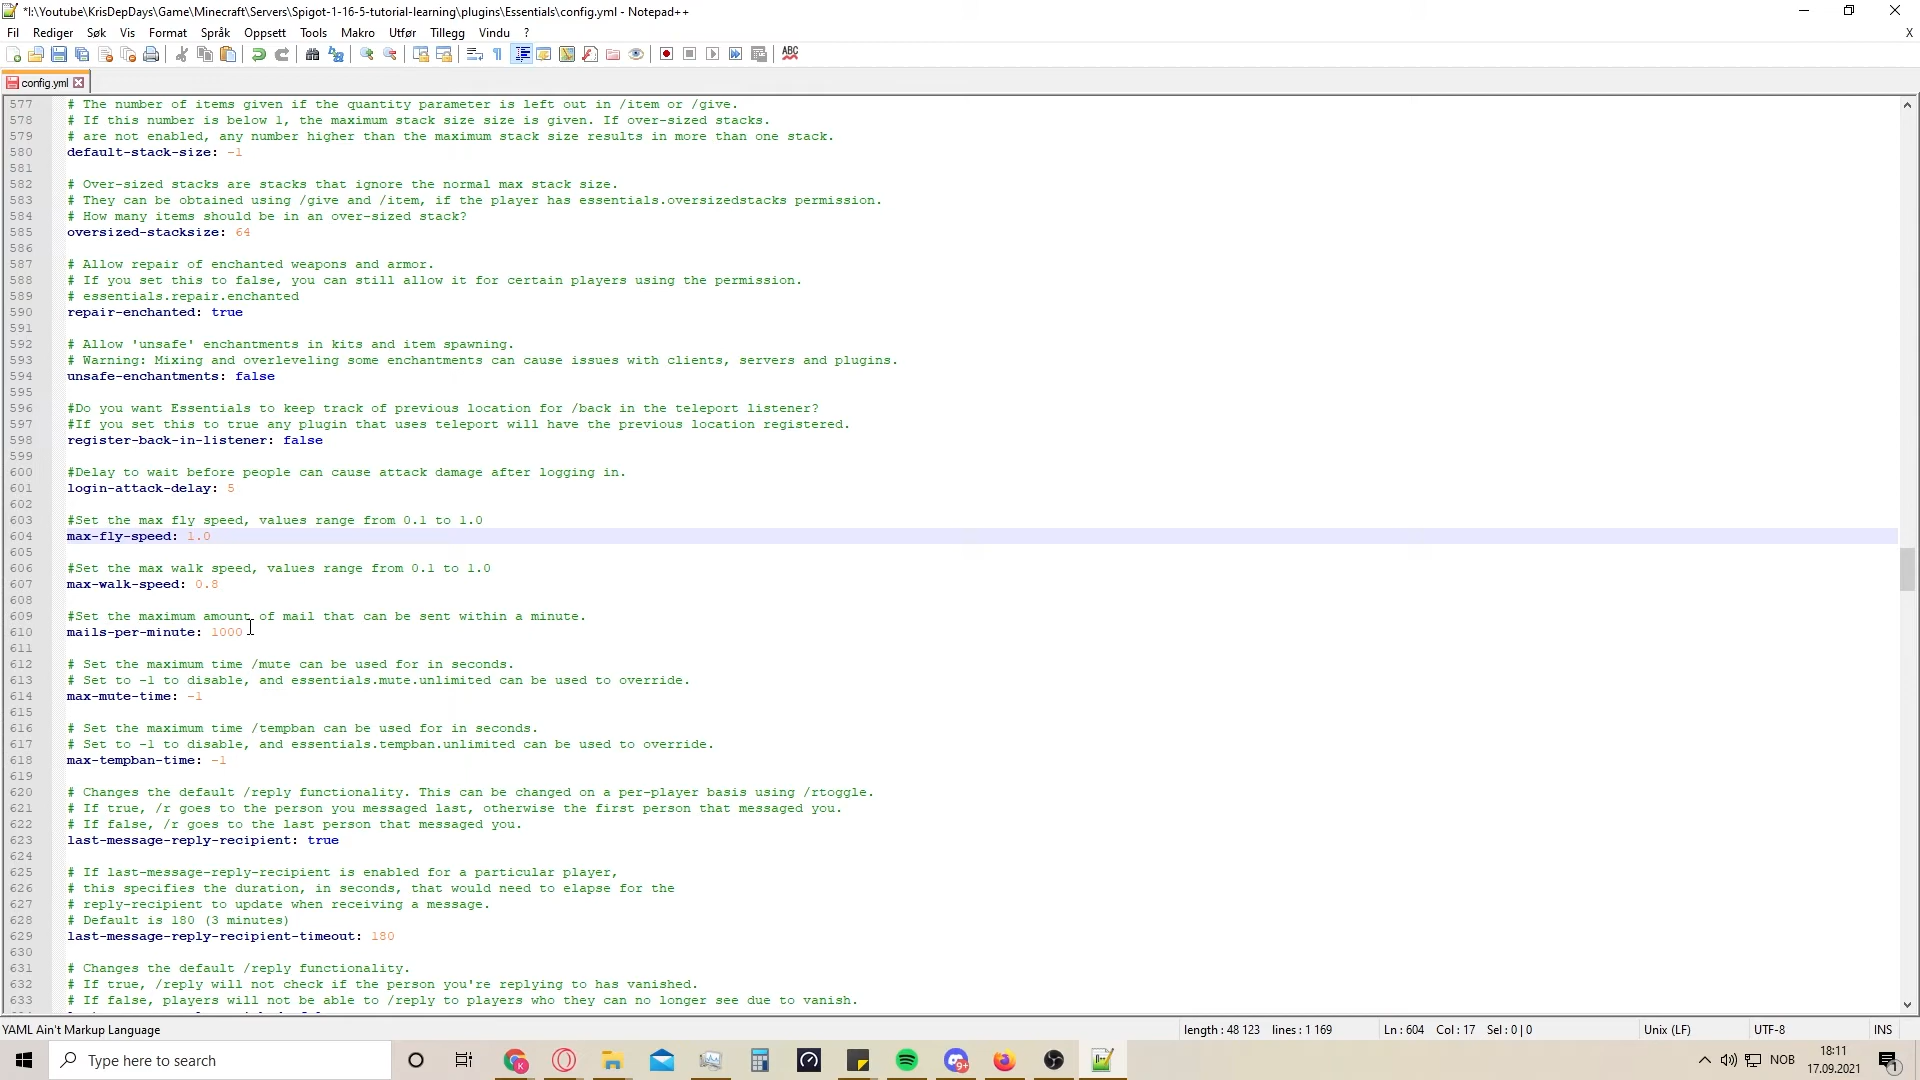 *I:\Youtube\KrisDepDays\Game\Minecraft\Servers\Spigot-1-16-5-tutorial-learning\plugins\Essentials\config.yml - Notepad++
Fil Rediger Søk Vis Format Språk Oppsett Tools Makro Utfør Tillegg Vindu ? X
ABC
config.yml
577 # The number of items given if the quantity parameter is left out in /item or /give.
578 # If this number is below 1, the maximum stack size size is given. If over-sized stacks.
579 # are not enabled, any number higher than the maximum stack size results in more than one stack.
580 default-stack-size: -1
581
582 # Over-sized stacks are stacks that ignore the normal max stack size.
583 # They can be obtained using /give and /item, if the player has essentials.oversizedstacks permission.
584 # How many items should be in an over-sized stack?
585 oversized-stacksize: 64
586
587 # Allow repair of enchanted weapons and armor.
588 # If you set this to false, you can still allow it for certain players using the permission.
589 # essentials.repair.enchanted
590 repair-enchanted: true
591
592 # Allow 'unsafe' enchantments in kits and item spawning.
593 # Warning: Mixing and overleveling some enchantments can cause issues with clients, servers and plugins.
594 unsafe-enchantments: false
595
596 #Do you want Essentials to keep track of previous location for /back in the teleport listener?
597 #If you set this to true any plugin that uses teleport will have the previous location registered.
598 register-back-in-listener: false
599
600 #Delay to wait before people can cause attack damage after logging in.
601 login-attack-delay: 5
602
603 #Set the max fly speed, values range from 0.1 to 1.0
604 max-fly-speed: 1.0
605
606 #Set the max walk speed, values range from 0.1 to 1.0
607 max-walk-speed: 0.8
608
609 #Set the maximum amount of mail that can be sent within a minute.
610 mails-per-minute: 1000
611
612 # Set the maximum time /mute can be used for in seconds.
613 # Set to -1 to disable, and essentials.mute.unlimited can be used to override.
614 max-mute-time: -1
615
616 # Set the maximum time /tempban can be used for in seconds.
617 # Set to -1 to disable, and essentials.tempban.unlimited can be used to override.
618 max-tempban-time: -1
619
620 # Changes the default /reply functionality. This can be changed on a per-player basis using /rtoggle.
621 # If true, /r goes to the person you messaged last, otherwise the first person that messaged you.
622 # If false, /r goes to the last person that messaged you.
623 last-message-reply-recipient: true
624
625 # If last-message-reply-recipient is enabled for a particular player,
626 # this specifies the duration, in seconds, that would need to elapse for the
627 # reply-recipient to update when receiving a message.
628 # Default is 180 (3 minutes)
629 last-message-reply-recipient-timeout: 180
630
631 # Changes the default /reply functionality.
632 # If true, /reply will not check if the person you're replying to has vanished.
633 # If false, players will not be able to /reply to players who they can no longer see due to vanish.
YAML Ain't Markup Language length : 48 123 lines : 1 169 Ln : 604 Col : 17 Sel : 0 | 0 Unix (LF) UTF-8 INS
Type here to search NOB 18:11
17.09.2021